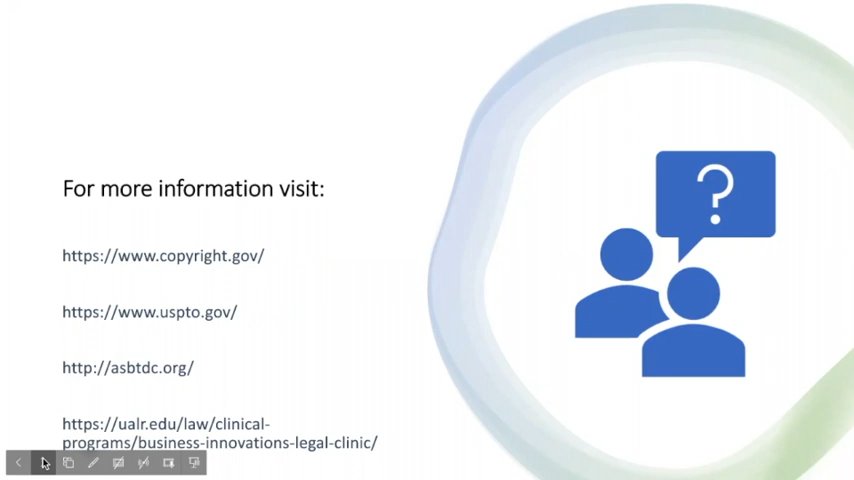 For more information visit:
https://www.copyright.gov/
https://www.uspto.gov/
http://asbtdc.org/
https://ualr.edu/law/clinical-
programs/business-innovations-legal-clinic/
?